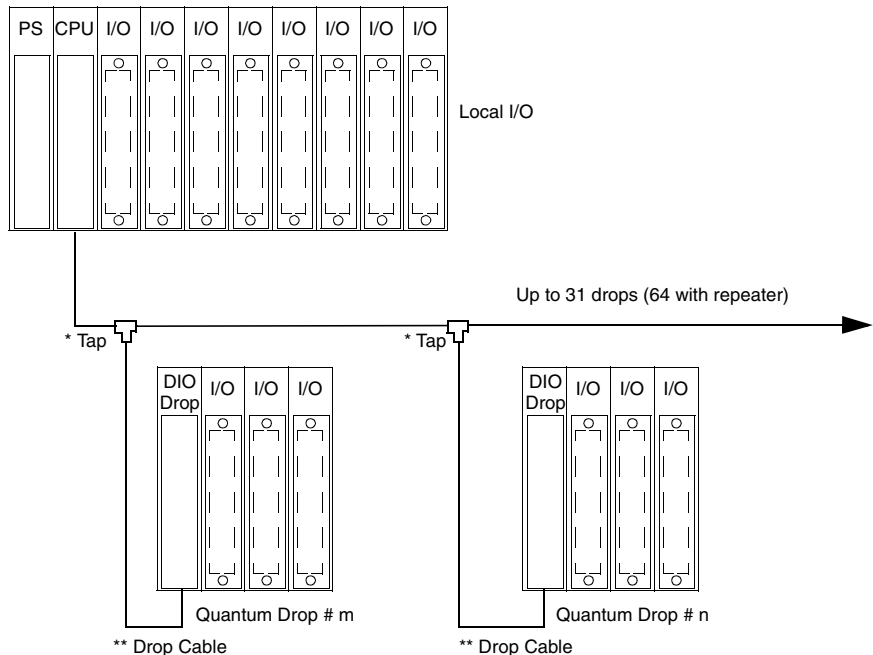 PS CPU I/O I/O I/O I/O I/O I/O I/O I/O
Local I/O
Up to 31 drops (64 with repeater)
* Tap
* Tap
DIO Drop I/O I/O I/O
DIO Drop I/O I/O I/O
Quantum Drop # m
Quantum Drop # n
** Drop Cable
** Drop Cable